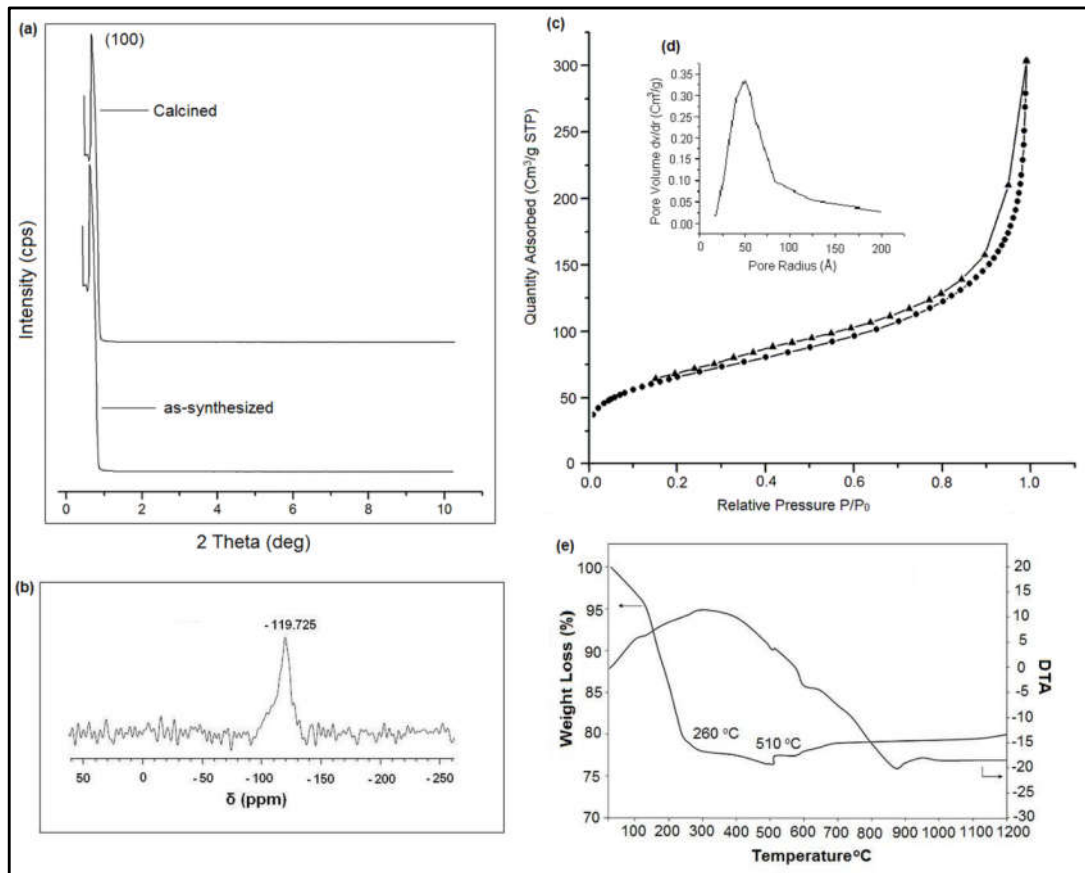 (a)
(100)
Calcined
as-synthesized
Intensity (cps)
0 2 4 6 8 10
2 Theta (deg)
(b)
- 119.725
50 0 - 50 - 100 - 150 - 200 - 250
δ (ppm)
(c)
300
250
200
150
100
50
0
Quantity Adsorbed (Cm³/g STP)
0.0 0.2 0.4 0.6 0.8 1.0
Relative Pressure P/P₀
(d)
0.35
0.30
0.25
0.20
0.15
0.10
0.05
0.00
Pore Volume dv/dr (Cm³/g)
0 50 100 150 200
Pore Radius (Å)
(e)
100
95
90
85
80
75
70
Weight Loss (%)
260 °C
510 °C
20
15
10
5
0
-5
-10
-15
-20
-25
-30
DTA
100 200 300 400 500 600 700 800 900 1000 1100 1200
Temperature°C